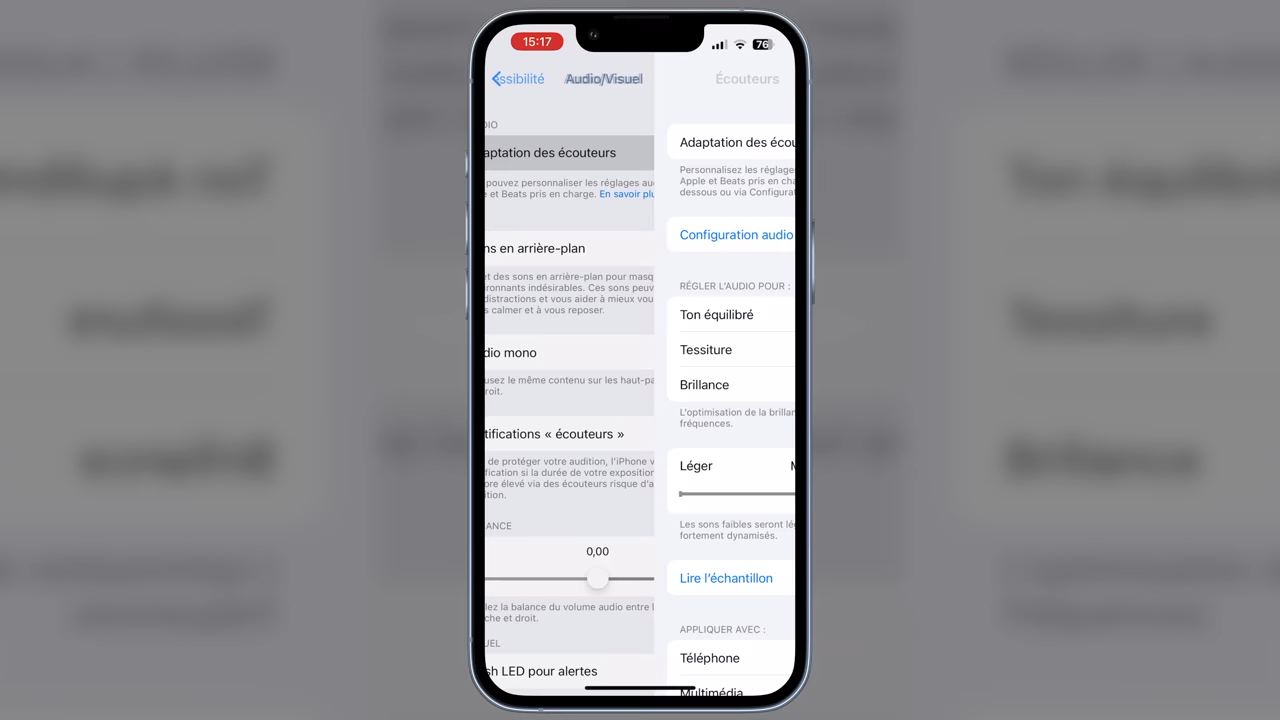 15:17
76
ssibilité
Audio/Visuel
Écouteurs
DIO
aptation des écouteurs
pouvez personnaliser les réglages au
e et Beats pris en charge. En savoir plu
ns en arrière-plan
et des sons en arrière-plan pour masq
ironnants indésirables. Ces sons peuv
distractions et vous aider à mieux vou
s calmer et à vous reposer.
dio mono
usez le même contenu sur les haut-pa
roit.
tifications « écouteurs »
de protéger votre audition, l'iPhone v
fication si la durée de votre exposition
bre élevé via des écouteurs risque d'a
ition.
ANCE
0,00
lez la balance du volume audio entre l
che et droit.
UEL
sh LED pour alertes
Adaptation des écou
Personnalisez les réglages
Apple et Beats pris en cha
dessous ou via Configurat
Configuration audio
RÉGLER L'AUDIO POUR :
Ton équilibré
Tessiture
Brillance
L'optimisation de la brillan
fréquences.
Léger
M
Les sons faibles seront lé
fortement dynamisés.
Lire l'échantillon
APPLIQUER AVEC :
Téléphone
Multimédia